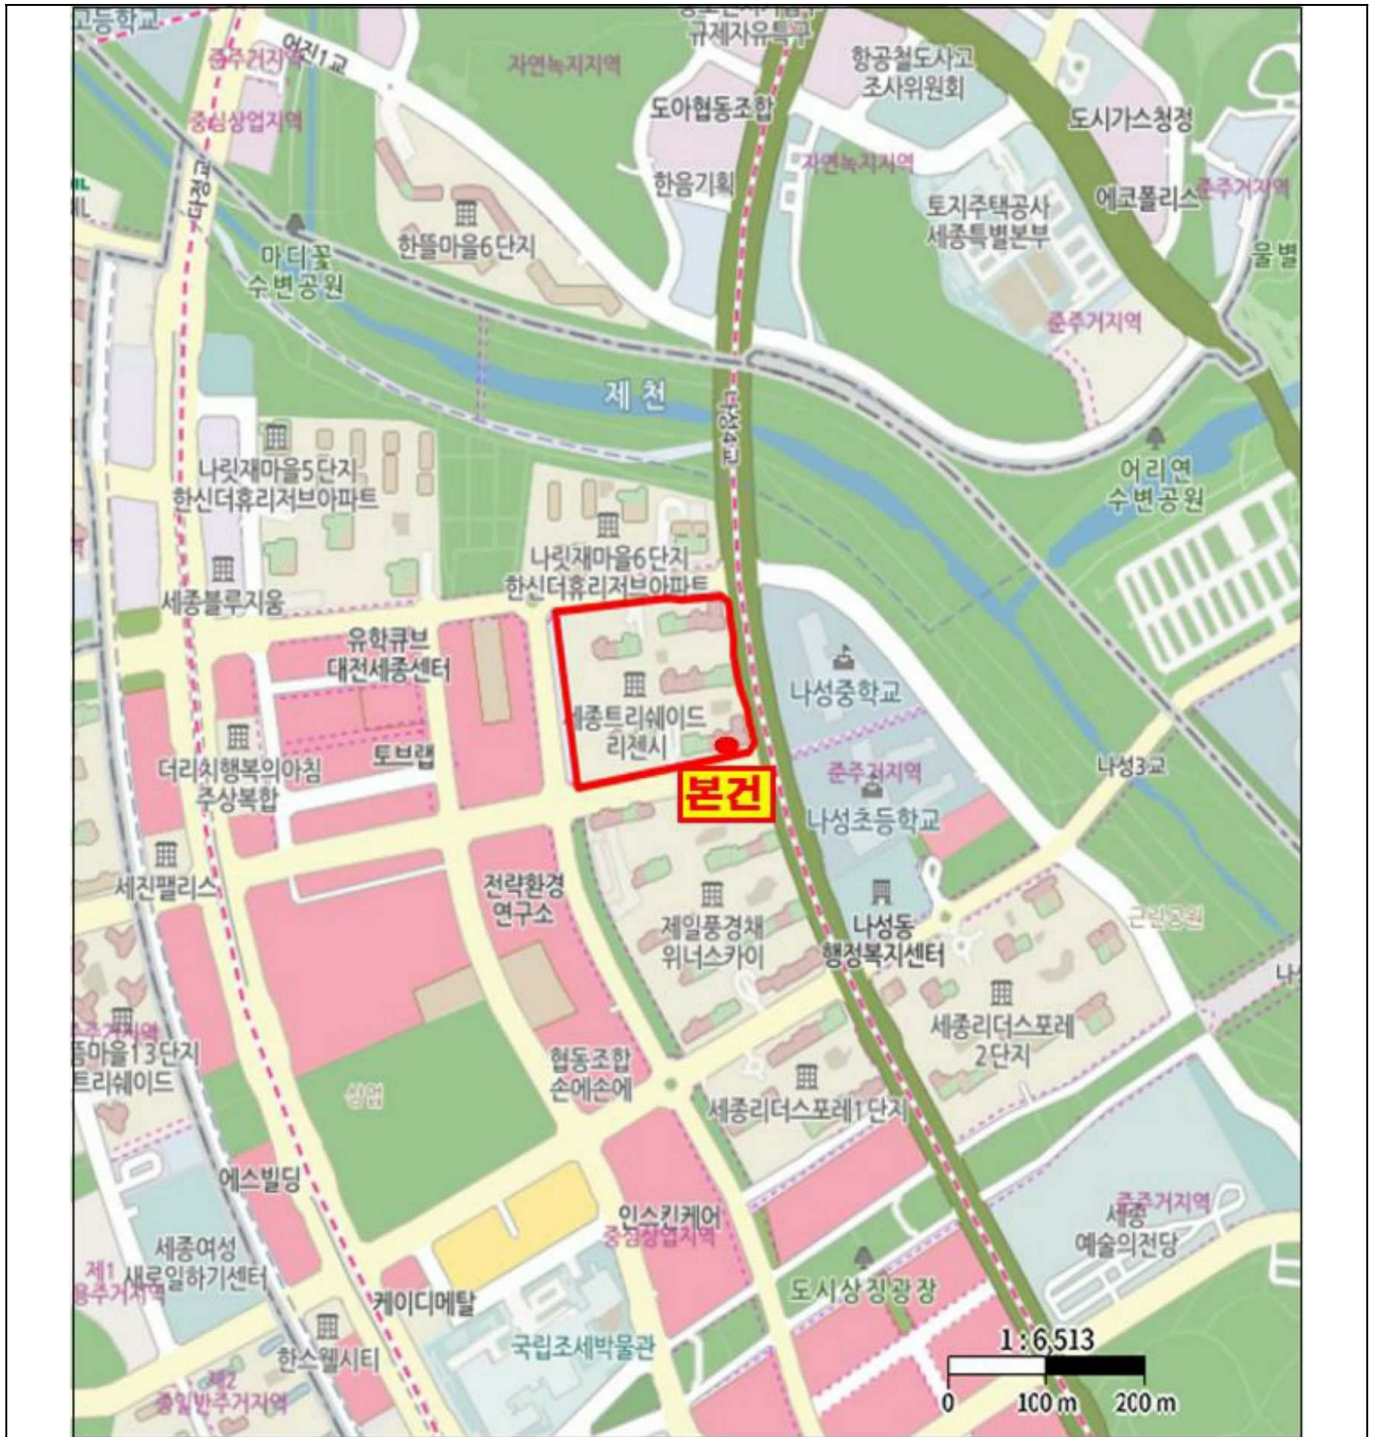 고등학교
어진1교
준주거지역
자연녹지지역
규제자유특구
항공철도사고
조사위원회
중심상업지역
도아협동조합
도시가스청정
한음기획
자연녹지지역
에코폴리스
준주거지역
토지주택공사
세종특별본부
다정교
한뜰마을6단지
마디꽃
수변공원
물별
준주거지역
제천
나성4교
나릿재마을5단지
한신더휴리저브아파트
어리연
수변공원
나릿재마을6단지
한신더휴리저브아파트
세종블루지움
유학큐브
대전세종센터
나성중학교
세종트리쉐이드
리젠시
토브랩
더리치행복의아침
주상복합
준주거지역
나성3교
본건
나성초등학교
세진팰리스
전략환경
연구소
제일풍경채
위너스카이
나성동
행정복지센터
근린공원
세종리더스포레
2단지
준주거지역
뜸마을13단지
트리쉐이드
협동조합
손에손에
상업
세종리더스포레1단지
에스빌딩
인스킨케어
중심상업지역
준주거지역
세종
예술의전당
세종여성
새로일하기센터
제1
용주거지역
케이디메탈
도시상징광장
국립조세박물관
한스웰시티
제2
종일반주거지역
1 : 6,513
0 100 m 200 m